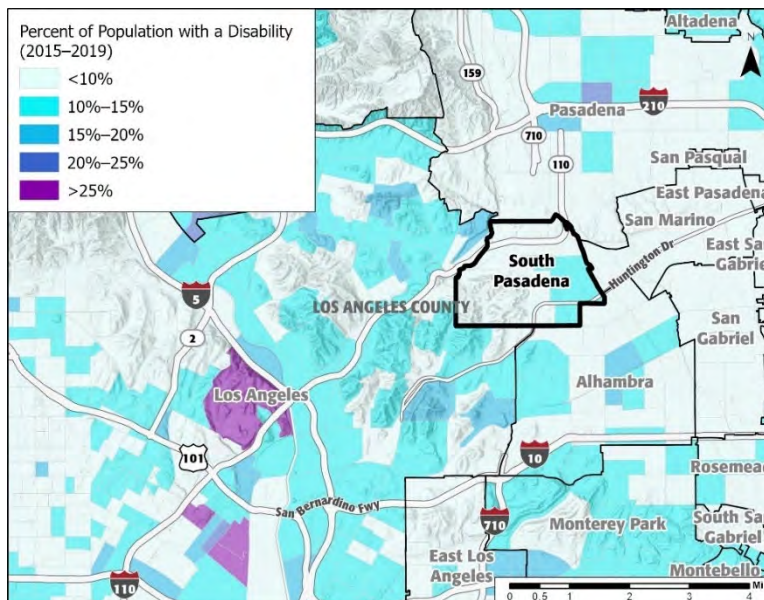 Percent of Population with a Disability
(2015–2019)
<10%
10%–15%
15%–20%
20%–25%
>25%
Altadena
N
159
Pasadena
210
710
110
San Pasqual
East Pasadena
San Marino
East San
Gabriel
South
Pasadena
Huntington Dr
5
LOS ANGELES COUNTY
2
San
Gabriel
Alhambra
Los Angeles
101
10
Rosemead
San Bernardino Fwy
710
Monterey Park
South San
Gabriel
East Los
Angeles
Montebello
110
0 0.5 1 2 3 4